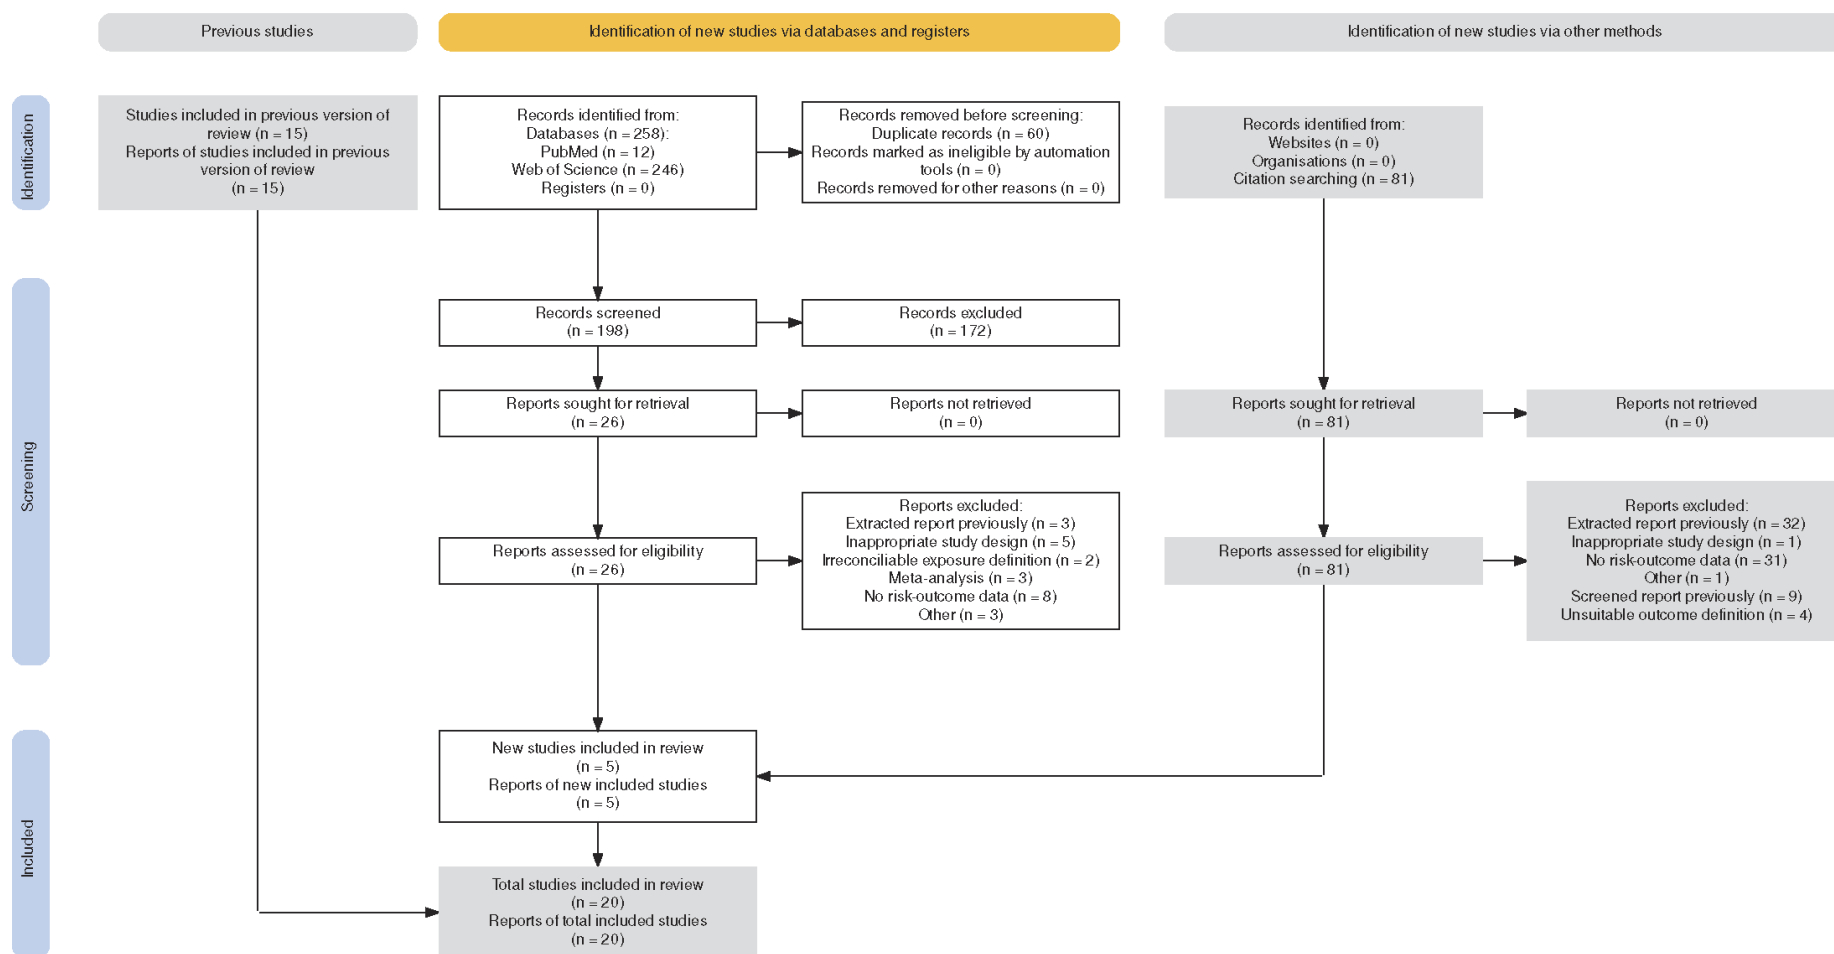 Previous studies
Identification of new studies via databases and registers
Identification of new studies via other methods
Identification
Studies included in previous version of
review (n = 15)
Reports of studies included in previous
version of review
(n = 15)
Records identified from:
Databases (n = 258):
PubMed (n = 12)
Web of Science (n = 246)
Registers (n = 0)
Records removed before screening:
Duplicate records (n = 60)
Records marked as ineligible by automation
tools (n = 0)
Records removed for other reasons (n = 0)
Records identified from:
Websites (n = 0)
Organisations (n = 0)
Citation searching (n = 81)
Screening
Records screened
(n = 198)
Records excluded
(n = 172)
Reports sought for retrieval
(n = 26)
Reports not retrieved
(n = 0)
Reports sought for retrieval
(n = 81)
Reports not retrieved
(n = 0)
Reports assessed for eligibility
(n = 26)
Reports excluded:
Extracted report previously (n = 3)
Inappropriate study design (n = 5)
Irreconciliable exposure definition (n = 2)
Meta-analysis (n = 3)
No risk-outcome data (n = 8)
Other (n = 3)
Reports assessed for eligibility
(n = 81)
Reports excluded:
Extracted report previously (n = 32)
Inappropriate study design (n = 1)
No risk-outcome data (n = 31)
Other (n = 1)
Screened report previously (n = 9)
Unsuitable outcome definition (n = 4)
Included
New studies included in review
(n = 5)
Reports of new included studies
(n = 5)
Total studies included in review
(n = 20)
Reports of total included studies
(n = 20)